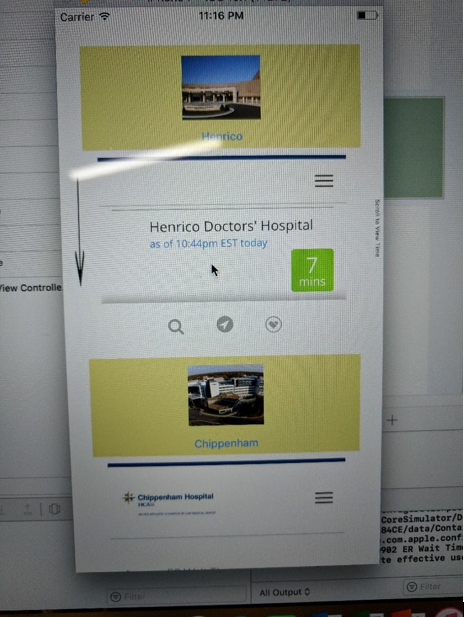 Carrier 11:16 PM
Henrico
Henrico Doctors' Hospital
as of 10:44pm EST today
7
mins
Scroll to View Time
Chippenham
Chippenham Hospital
HCA
View Controlle
CoreSimulator/D
84CE/data/Conta
.com.apple.conf
902 ER Wait Tim
te effective us
Filter
All Output
Filter